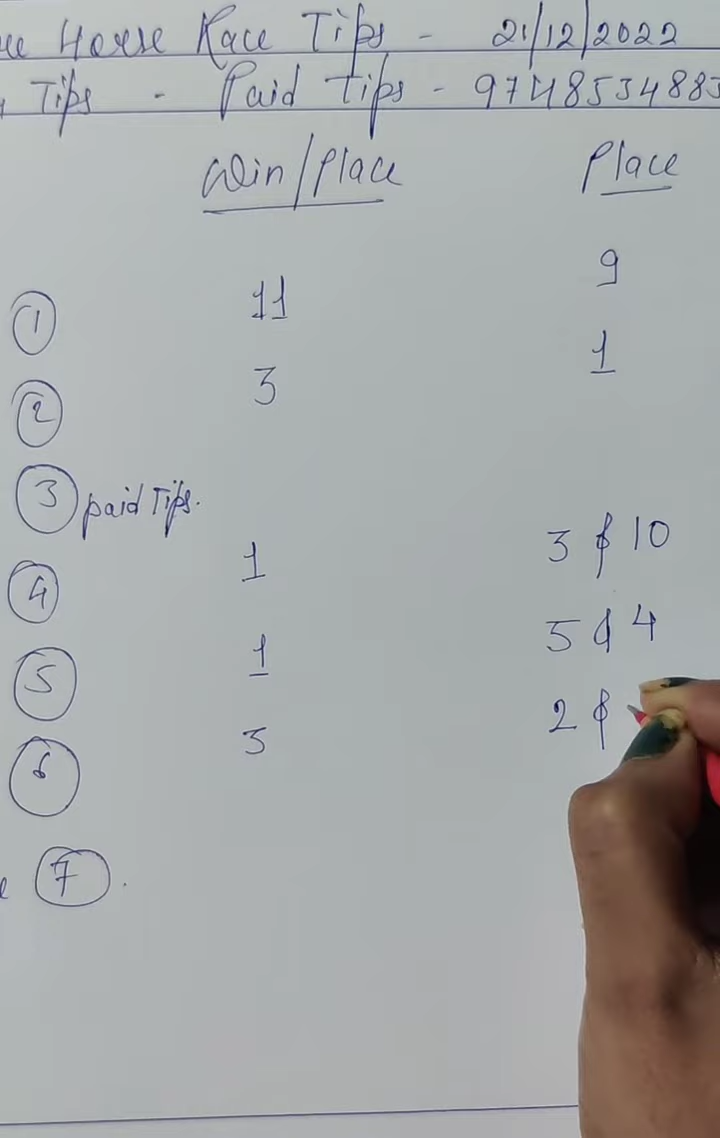 Horse Race Tips - 21/12/2022
Tips - Paid Tips - 9748534883
Win/Place Place
1 11 9
2 3 1
3 paid Tips.
4 1 3 & 10
5 1 5 & 4
6 3 2 &
7.